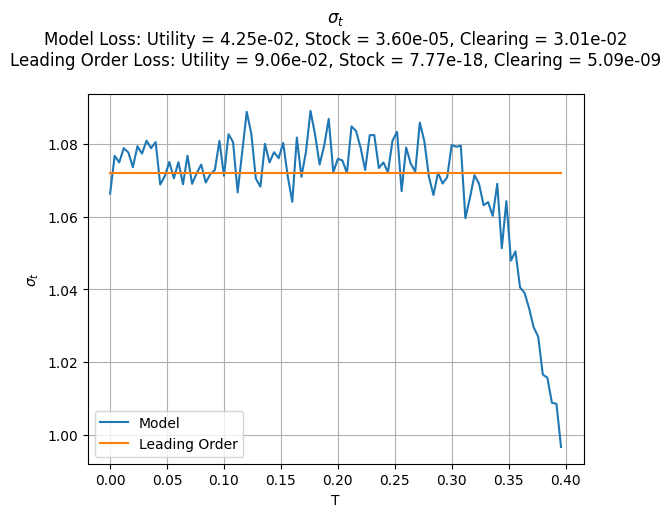 σt
Model Loss: Utility = 4.25e-02, Stock = 3.60e-05, Clearing = 3.01e-02
Leading Order Loss: Utility = 9.06e-02, Stock = 7.77e-18, Clearing = 5.09e-09
1.08
1.06
1.04
1.02
1.00
σt
Model
Leading Order
0.00 0.05 0.10 0.15 0.20 0.25 0.30 0.35 0.40
T